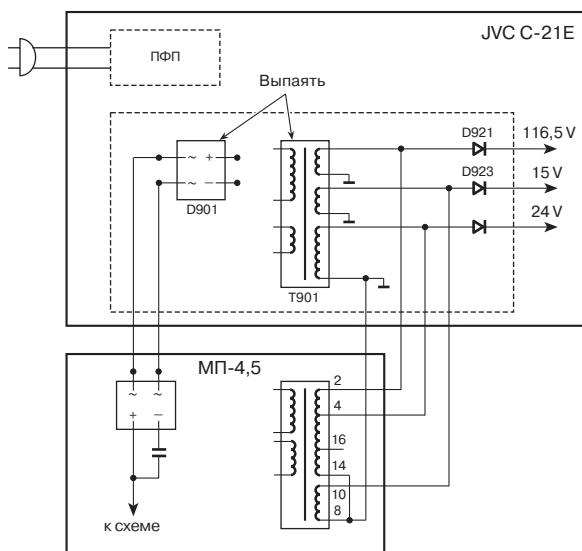 JVC C-21E
ПФП
Выпаять
D921
116,5 V
~ +
~ –
D901
D923
15 V
24 V
T901
МП-4,5
2
~ ~
+ –
4
16
14
10
8
к схеме